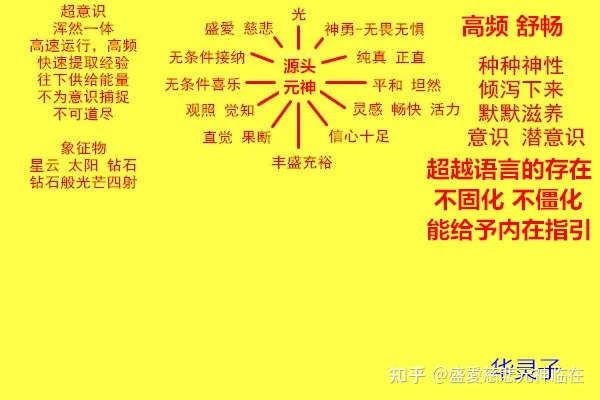 超意识
浑然一体
高速运行，高频
快速提取经验
往下供给能量
不为意识捕捉
不可道尽
象征物
星云 太阳 钻石
钻石般光芒四射
光
盛愛 慈悲
神勇-无畏无惧
无条件接纳
源头
纯真 正直
无条件喜乐
元神
平和 坦然
观照 觉知
灵感 畅快 活力
直觉 果断
信心十足
丰盛充裕
高频 舒畅
种种神性
倾泻下来
默默滋养
意识 潜意识
超越语言的存在
不固化 不僵化
能给予内在指引
华灵子
知乎 @盛愛慈悲元神临在